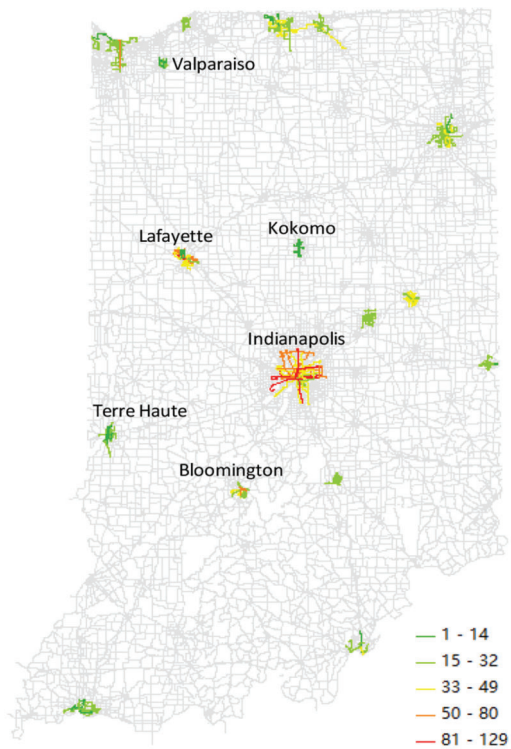 Valparaiso
Lafayette
Kokomo
Indianapolis
Terre Haute
Bloomington
1 - 14
15 - 32
33 - 49
50 - 80
81 - 129